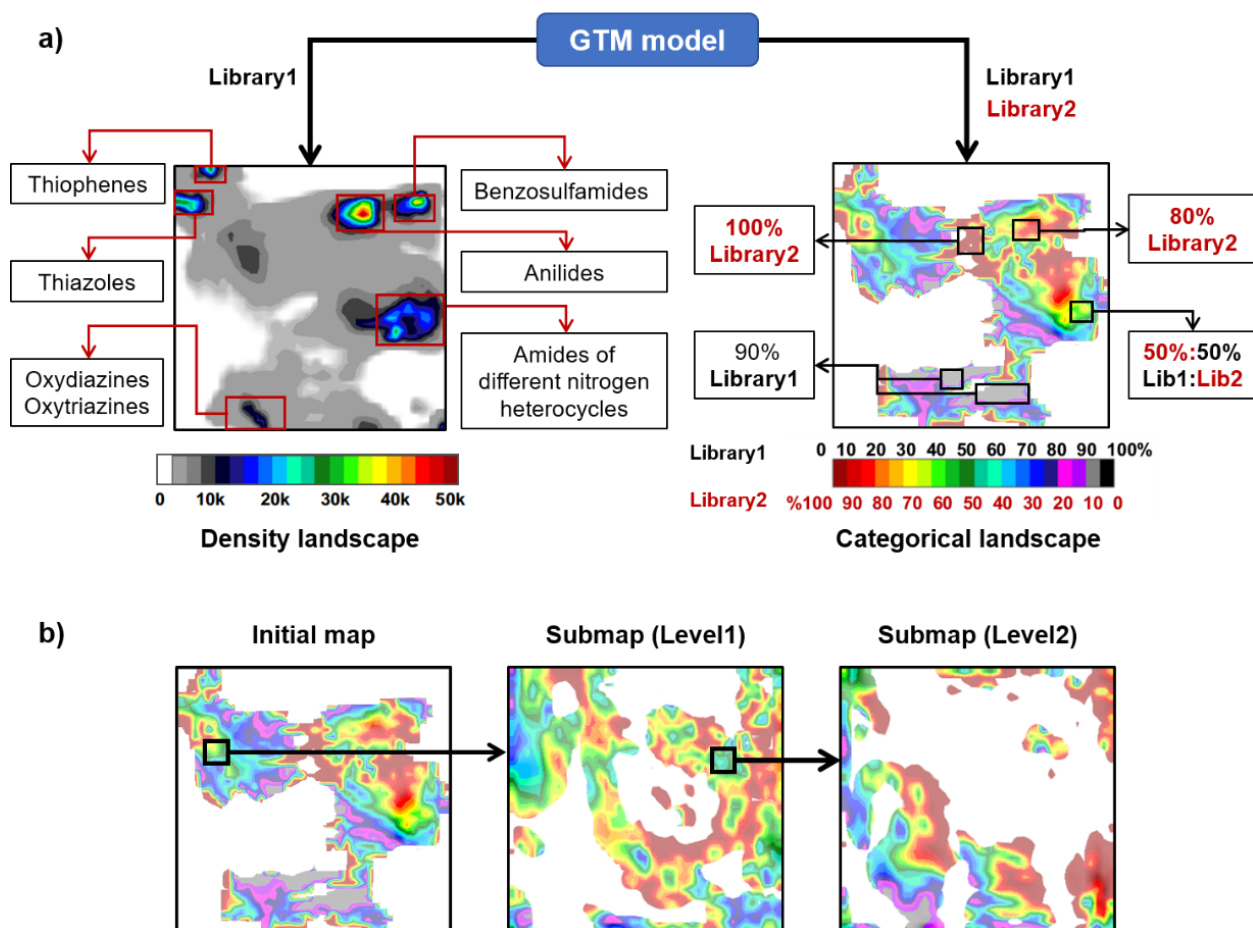 a)
GTM model
Library1
Library1
Library2
Thiophenes
Thiazoles
Oxydiazines
Oxytriazines
Benzosulfamides
Anilides
Amides of
different nitrogen
heterocycles
0 10k 20k 30k 40k 50k
Density landscape
100%
Library2
90%
Library1
80%
Library2
50%:50%
Lib1:Lib2
Library1 0 10 20 30 40 50 60 70 80 90 100%
Library2 %100 90 80 70 60 50 40 30 20 10 0
Categorical landscape
b)
Initial map
Submap (Level1)
Submap (Level2)